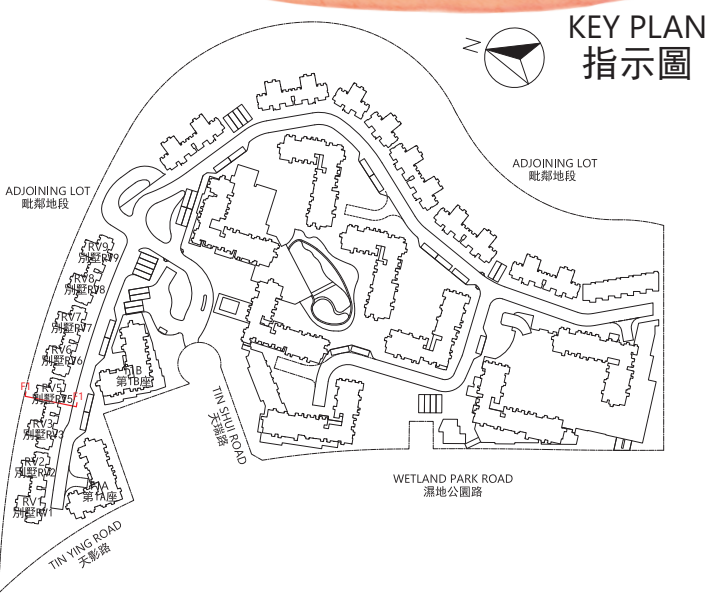 KEY PLAN
指示圖
N
ADJOINING LOT
毗鄰地段
ADJOINING LOT
毗鄰地段
RV9
別墅RV9
RV8
別墅RV8
RV7
別墅RV7
RV6
別墅RV6
F1
RV5
別墅RV5
F1
RV3
別墅RV3
RV2
別墅RV2
RV1
別墅RV1
第1B座
第1A座
TIN SHUI ROAD
天瑞路
WETLAND PARK ROAD
濕地公園路
TIN YING ROAD
天影路